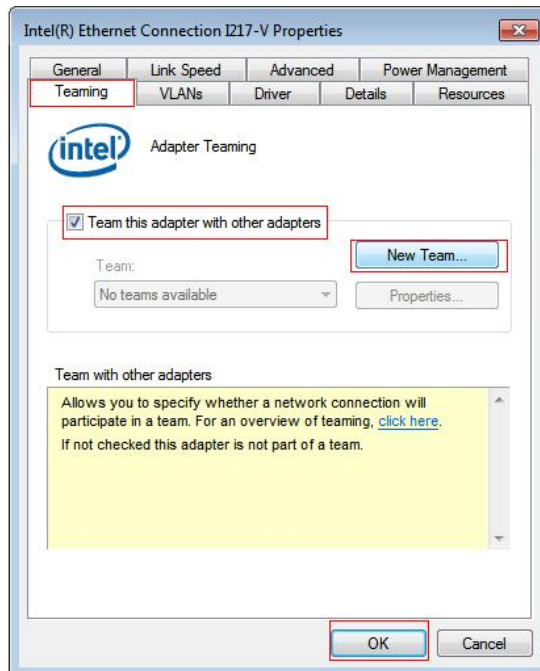 Intel(R) Ethernet Connection I217-V Properties
General Link Speed Advanced Power Management
Teaming VLANs Driver Details Resources
intel Adapter Teaming
Team this adapter with other adapters
New Team...
Team:
No teams available Properties...
Team with other adapters
Allows you to specify whether a network connection will
participate in a team. For an overview of teaming, click here.
If not checked this adapter is not part of a team.
OK Cancel